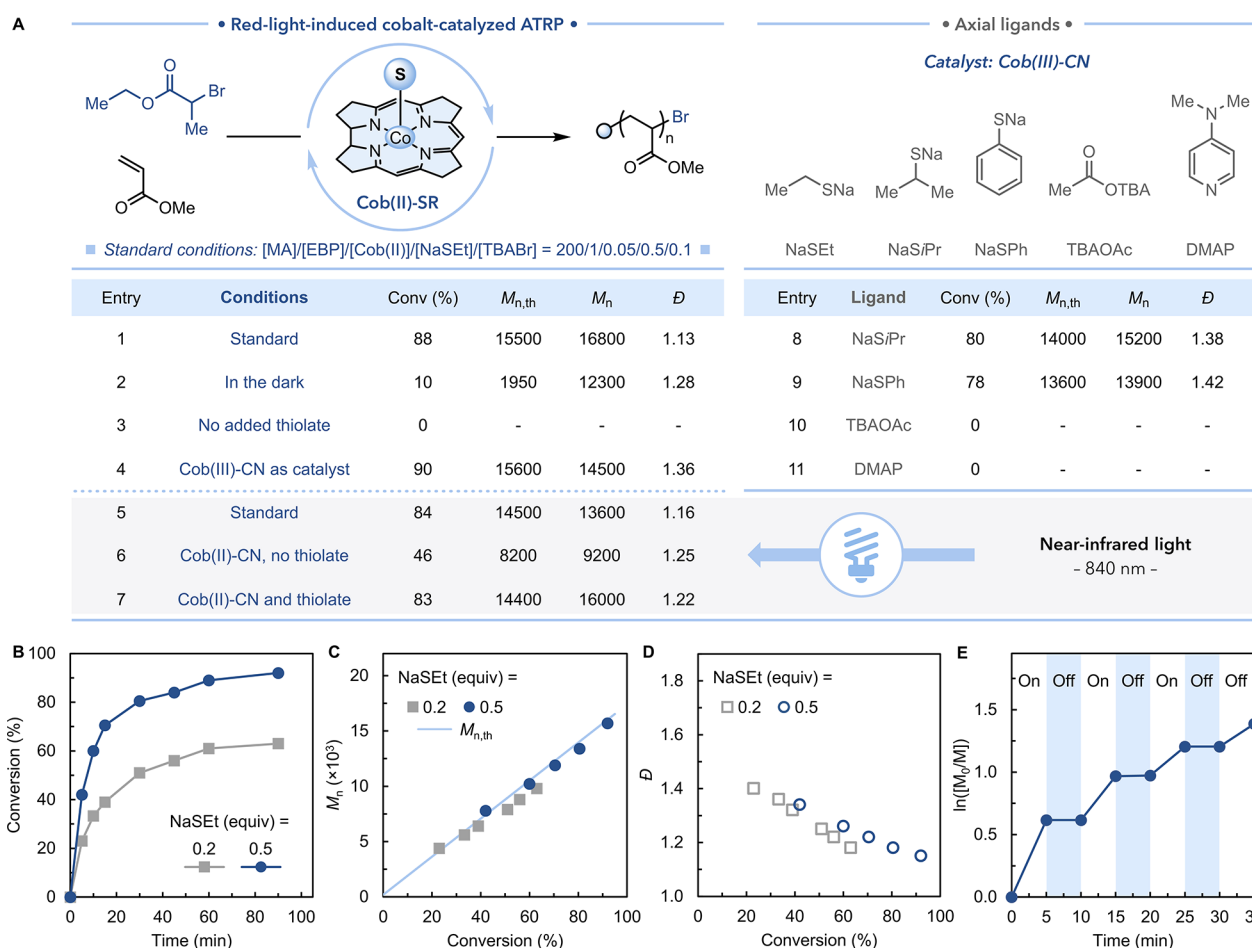 A
• Red-light-induced cobalt-catalyzed ATRP •
• Axial ligands •
Catalyst: Cob(III)-CN
O
Br
Me
O
Me
O
OMe
S
N
N
Co
N
N
Cob(II)-SR
Br
n
O
OMe
Me
SNa
SNa
Me
Me
SNa
O
Me
OTBA
Me
Me
N
N
Standard conditions: [MA]/[EBP]/[Cob(II)]/[NaSEt]/[TBABr] = 200/1/0.05/0.5/0.1
NaSEt NaSiPr NaSPh TBAOAc DMAP
Entry Conditions Conv (%) Mn,th Mn Đ
1 Standard 88 15500 16800 1.13
2 In the dark 10 1950 12300 1.28
3 No added thiolate 0 - - -
4 Cob(III)-CN as catalyst 90 15600 14500 1.36
5 Standard 84 14500 13600 1.16
6 Cob(II)-CN, no thiolate 46 8200 9200 1.25
7 Cob(II)-CN and thiolate 83 14400 16000 1.22
Entry Ligand Conv (%) Mn,th Mn Đ
8 NaSiPr 80 14000 15200 1.38
9 NaSPh 78 13600 13900 1.42
10 TBAOAc 0 - - -
11 DMAP 0 - - -
Near-infrared light
- 840 nm -
B
100
80
60
40
20
0
Conversion (%)
NaSEt (equiv) =
0.2 0.5
0 20 40 60 80 100
Time (min)
C
20
15
10
5
0
Mn (×10³)
NaSEt (equiv) =
0.2 0.5
Mn,th
0 20 40 60 80 100
Conversion (%)
D
1.8
1.6
1.4
1.2
1.0
Đ
NaSEt (equiv) =
0.2 0.5
0 20 40 60 80 100
Conversion (%)
E
On Off On Off On Off On Off
1.5
1.0
0.5
0.0
ln([M₀/M])
0 5 10 15 20 25 30
Time (min)